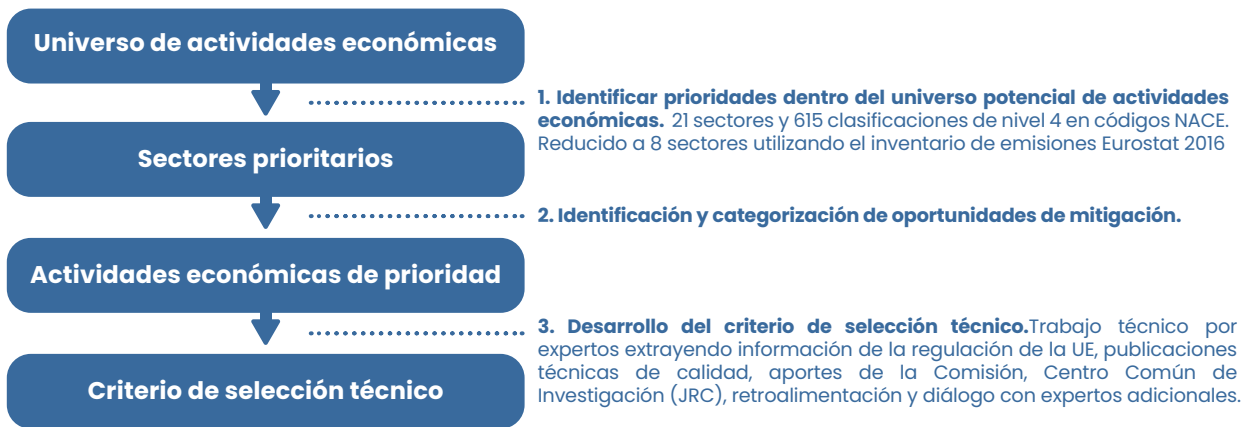 Universo de actividades económicas
1. Identificar prioridades dentro del universo potencial de actividades
económicas. 21 sectores y 615 clasificaciones de nivel 4 en códigos NACE.
Reducido a 8 sectores utilizando el inventario de emisiones Eurostat 2016
Sectores prioritarios
2. Identificación y categorización de oportunidades de mitigación.
Actividades económicas de prioridad
3. Desarrollo del criterio de selección técnico.Trabajo técnico por
expertos extrayendo información de la regulación de la UE, publicaciones
técnicas de calidad, aportes de la Comisión, Centro Común de
Investigación (JRC), retroalimentación y diálogo con expertos adicionales.
Criterio de selección técnico